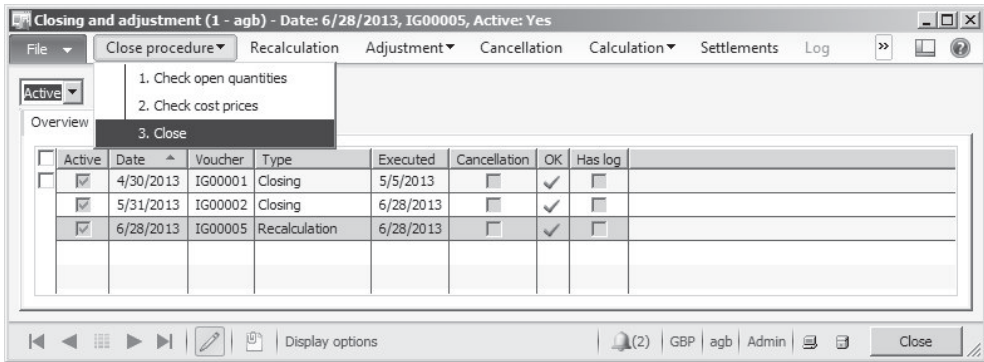 Closing and adjustment (1 - agb) - Date: 6/28/2013, IG00005, Active: Yes
File Close procedure Recalculation Adjustment Cancellation Calculation Settlements Log »
1. Check open quantities
2. Check cost prices
3. Close
Active
Overview
Active Date Voucher Type Executed Cancellation OK Has log
4/30/2013 IG00001 Closing 5/5/2013
5/31/2013 IG00002 Closing 6/28/2013
6/28/2013 IG00005 Recalculation 6/28/2013
Display options (2) GBP agb Admin Close